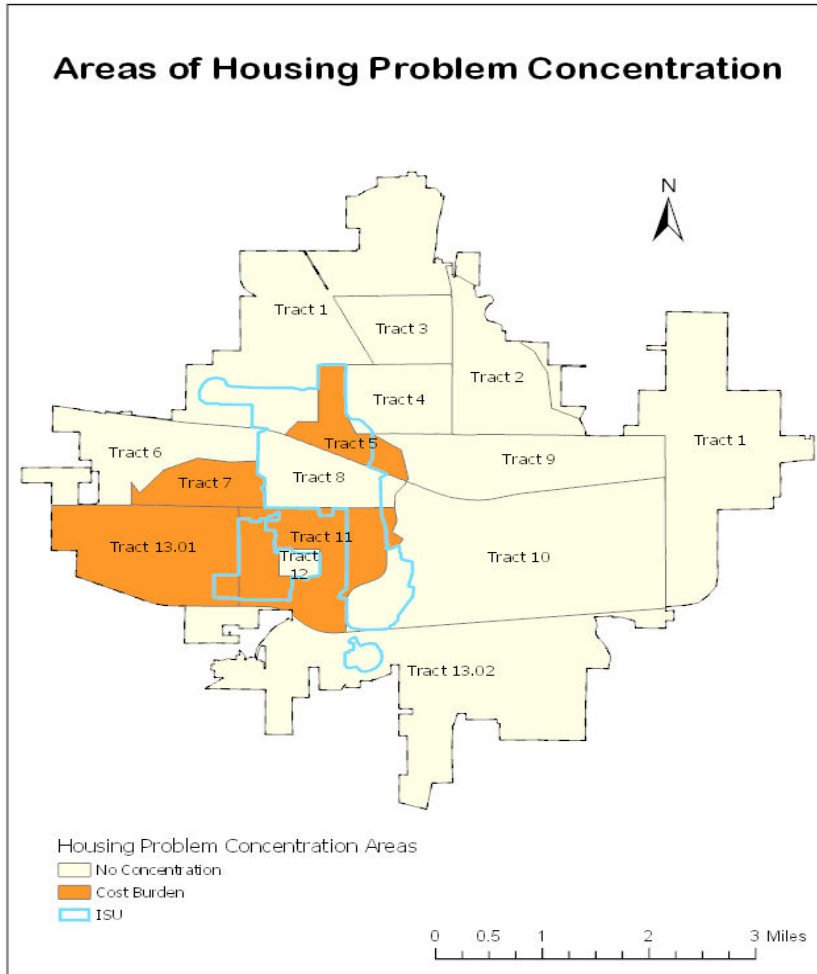 Areas of Housing Problem Concentration
N
Tract 1
Tract 3
Tract 2
Tract 4
Tract 1
Tract 5
Tract 6
Tract 9
Tract 8
Tract 7
Tract 11
Tract 13.01
Tract 10
Tract
12
Tract 13.02
Housing Problem Concentration Areas
No Concentration
Cost Burden
ISU
0 0.5 1 2 3 Miles